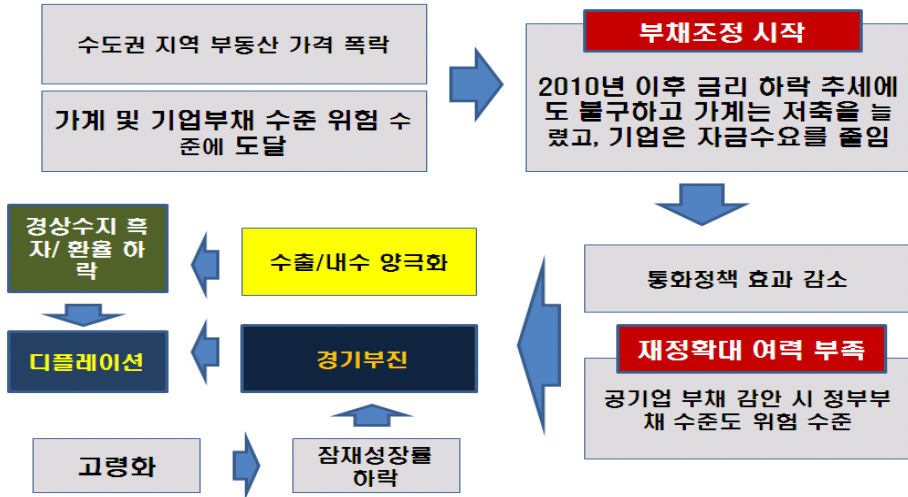 수도권 지역 부동산 가격 폭락
가계 및 기업부채 수준 위험 수
준에 도달
부채조정 시작
2010년 이후 금리 하락 추세에
도 불구하고 가계는 저축을 늘
렸고, 기업은 자금수요를 줄임
경상수지 흑
자/ 환율 하
락
수출/내수 양극화
통화정책 효과 감소
디플레이션
경기부진
재정확대 여력 부족
공기업 부채 감안 시 정부부
채 수준도 위험 수준
고령화
잠재성장률
하락